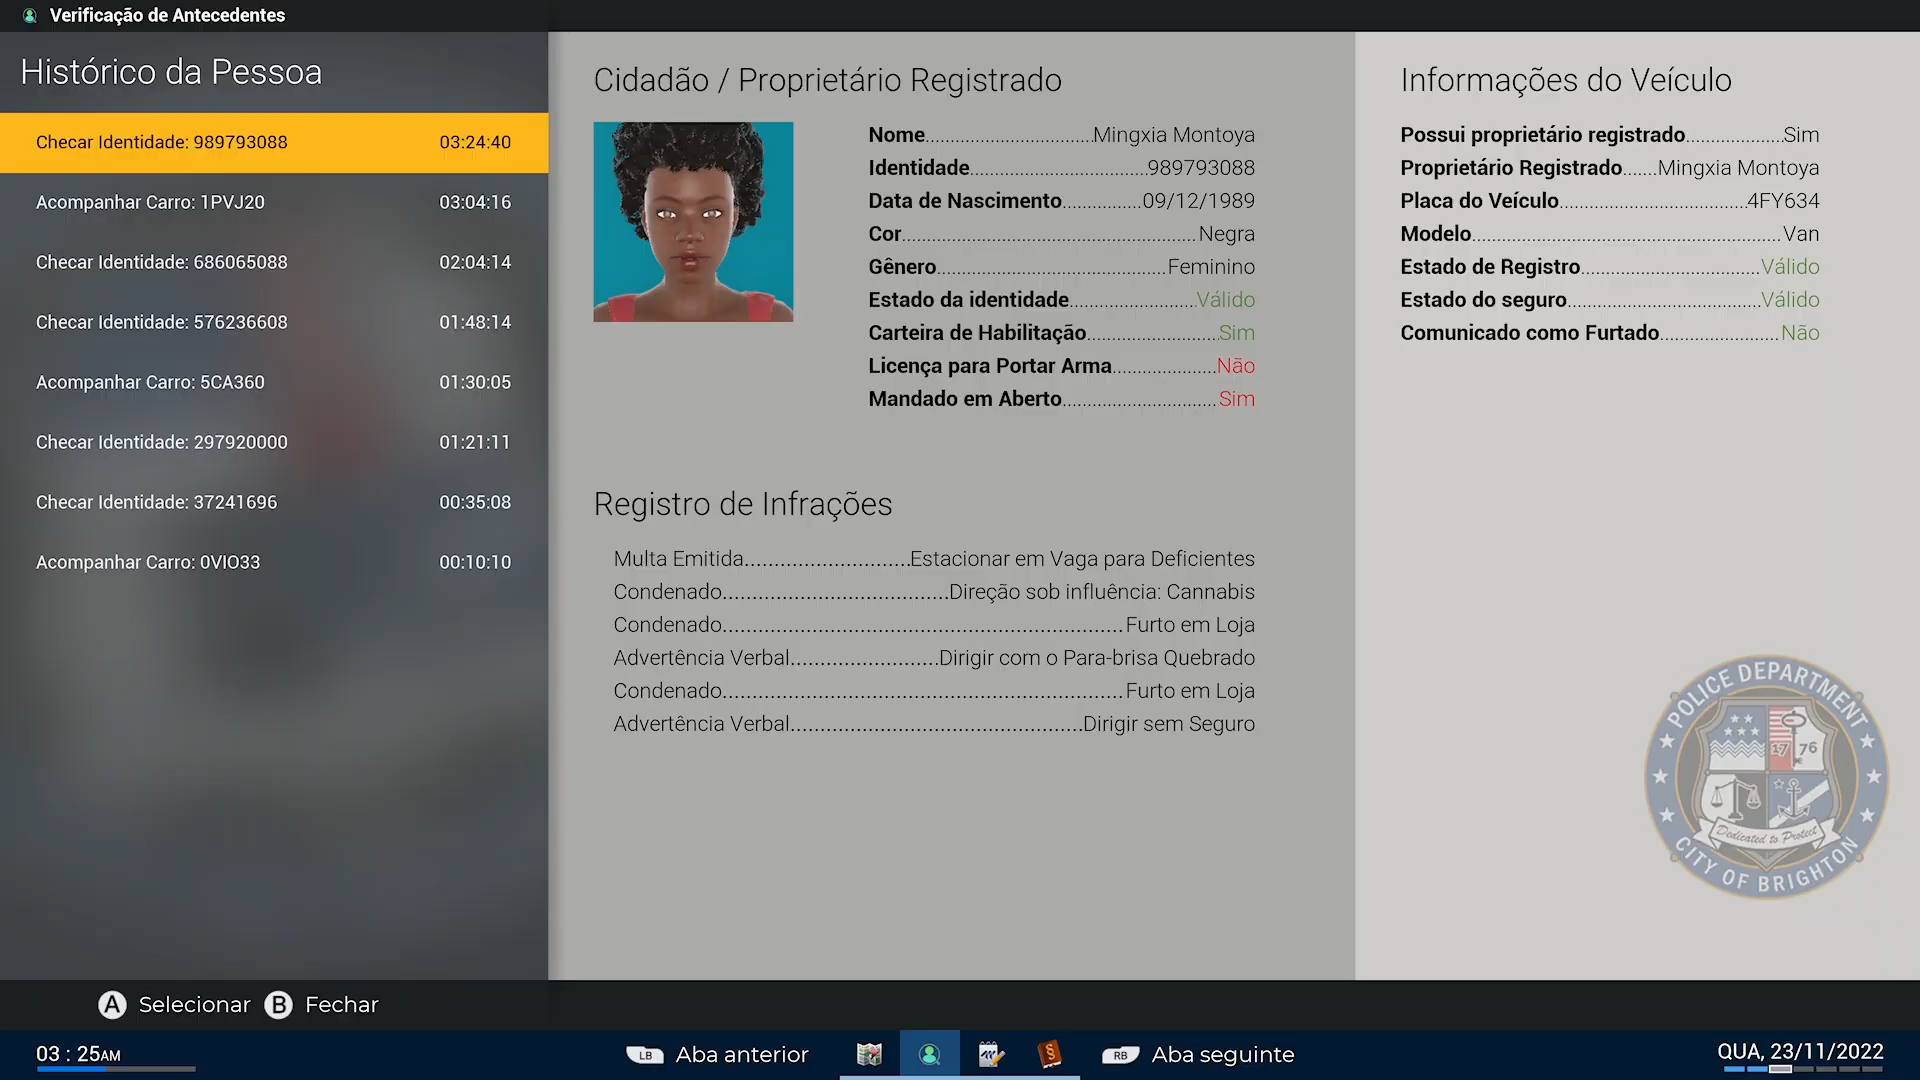 Verificação de Antecedentes
Histórico da Pessoa
Checar Identidade: 989793088 03:24:40
Acompanhar Carro: 1PVJ20 03:04:16
Checar Identidade: 686065088 02:04:14
Checar Identidade: 576236608 01:48:14
Acompanhar Carro: 5CA360 01:30:05
Checar Identidade: 297920000 01:21:11
Checar Identidade: 37241696 00:35:08
Acompanhar Carro: 0VIO33 00:10:10
Cidadão / Proprietário Registrado
Nome Mingxia Montoya
Identidade 989793088
Data de Nascimento 09/12/1989
Cor Negra
Gênero Feminino
Estado da identidade Válido
Carteira de Habilitação Sim
Licença para Portar Arma Não
Mandado em Aberto Sim
Registro de Infrações
Multa Emitida Estacionar em Vaga para Deficientes
Condenado Direção sob influência: Cannabis
Condenado Furto em Loja
Advertência Verbal Dirigir com o Para-brisa Quebrado
Condenado Furto em Loja
Advertência Verbal Dirigir sem Seguro
Informações do Veículo
Possui proprietário registrado Sim
Proprietário Registrado Mingxia Montoya
Placa do Veículo 4FY634
Modelo Van
Estado de Registro Válido
Estado do seguro Válido
Comunicado como Furtado Não
POLICE DEPARTMENT
17 76
Dedicated to Protect
CITY OF BRIGHTON
A Selecionar B Fechar
03 : 25AM
LB Aba anterior
§
RB Aba seguinte
QUA, 23/11/2022